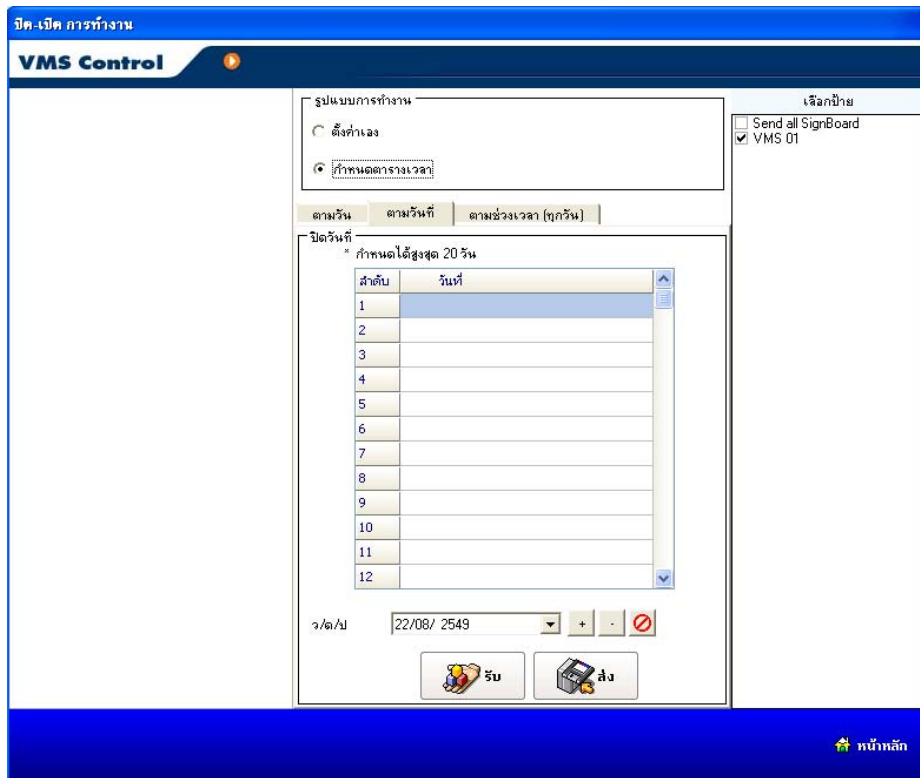 ปิด-เปิด การทำงาน
VMS Control
รูปแบบการทำงาน
ตั้งค่าเอง
กำหนดตารางเวลา
ตามวัน ตามวันที่ ตามช่วงเวลา (ทุกวัน)
ปิดวันที่
* กำหนดได้สูงสุด 20 วัน
ลำดับ วันที่
1
2
3
4
5
6
7
8
9
10
11
12
ว/ด/ป 22/08/ 2549 + -
รับ ส่ง
เลือกป้าย
Send all SignBoard
VMS 01
หน้าหลัก